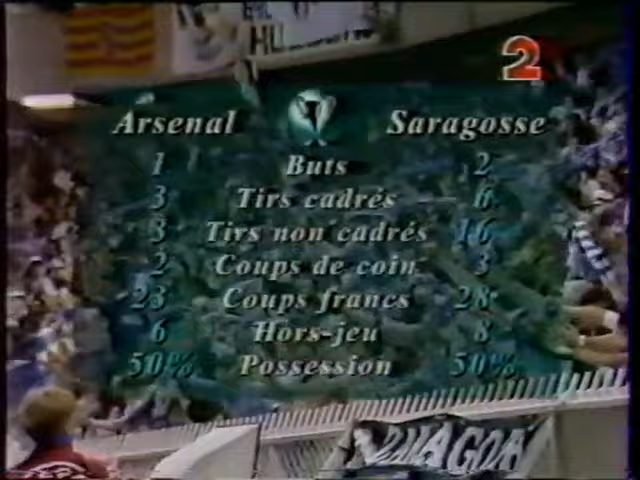 2
Arsenal Saragosse
1 Buts 2
3 Tirs cadrés 6
3 Tirs non cadrés 16
2 Coups de coin 3
23 Coups francs 28
6 Hors-jeu 8
50% Possession 50%